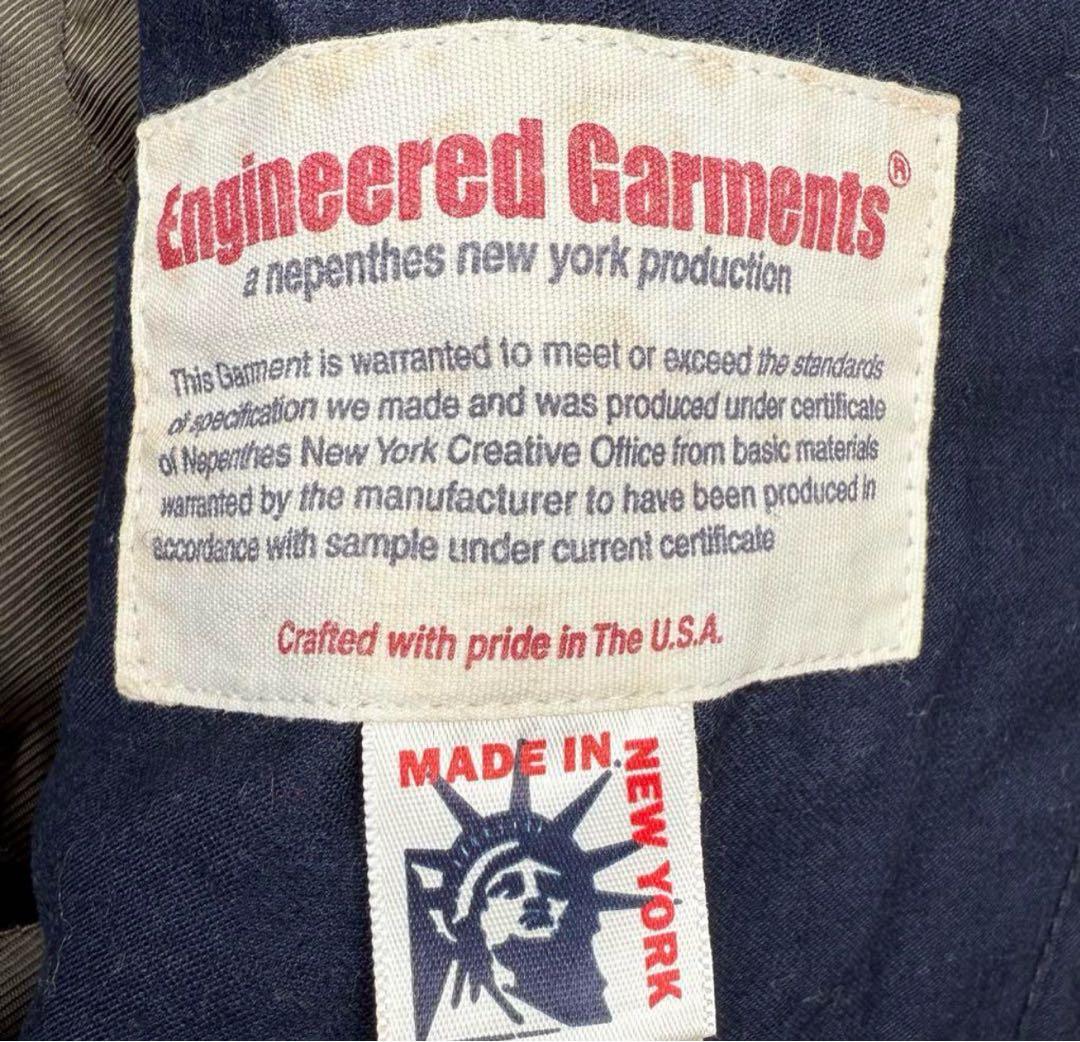 Engineered Garments®
a nepenthes new york production
This Garment is warranted to meet or exceed the standards
of specification we made and was produced under certificate
of Nepenthes New York Creative Office from basic materials
warranted by the manufacturer to have been produced in
accordance with sample under current certificate
Crafted with pride in The U.S.A.
MADE IN
NEW YORK